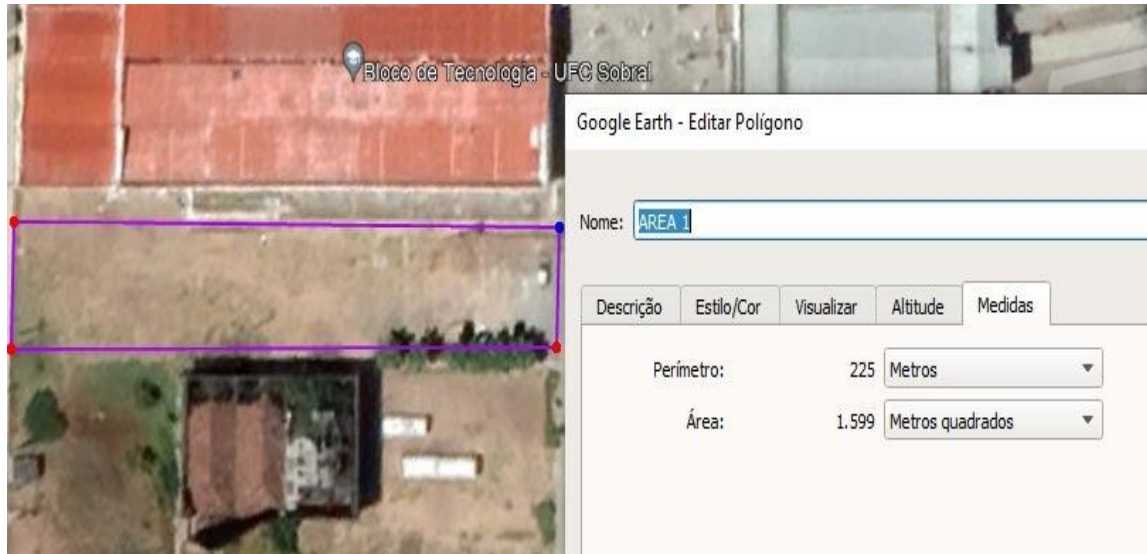 Bloco de Tecnologia - UFC Sobral
Google Earth - Editar Polígono
Nome: AREA 1
Descrição Estilo/Cor Visualizar Altitude Medidas
Perímetro: 225 Metros
Área: 1.599 Metros quadrados